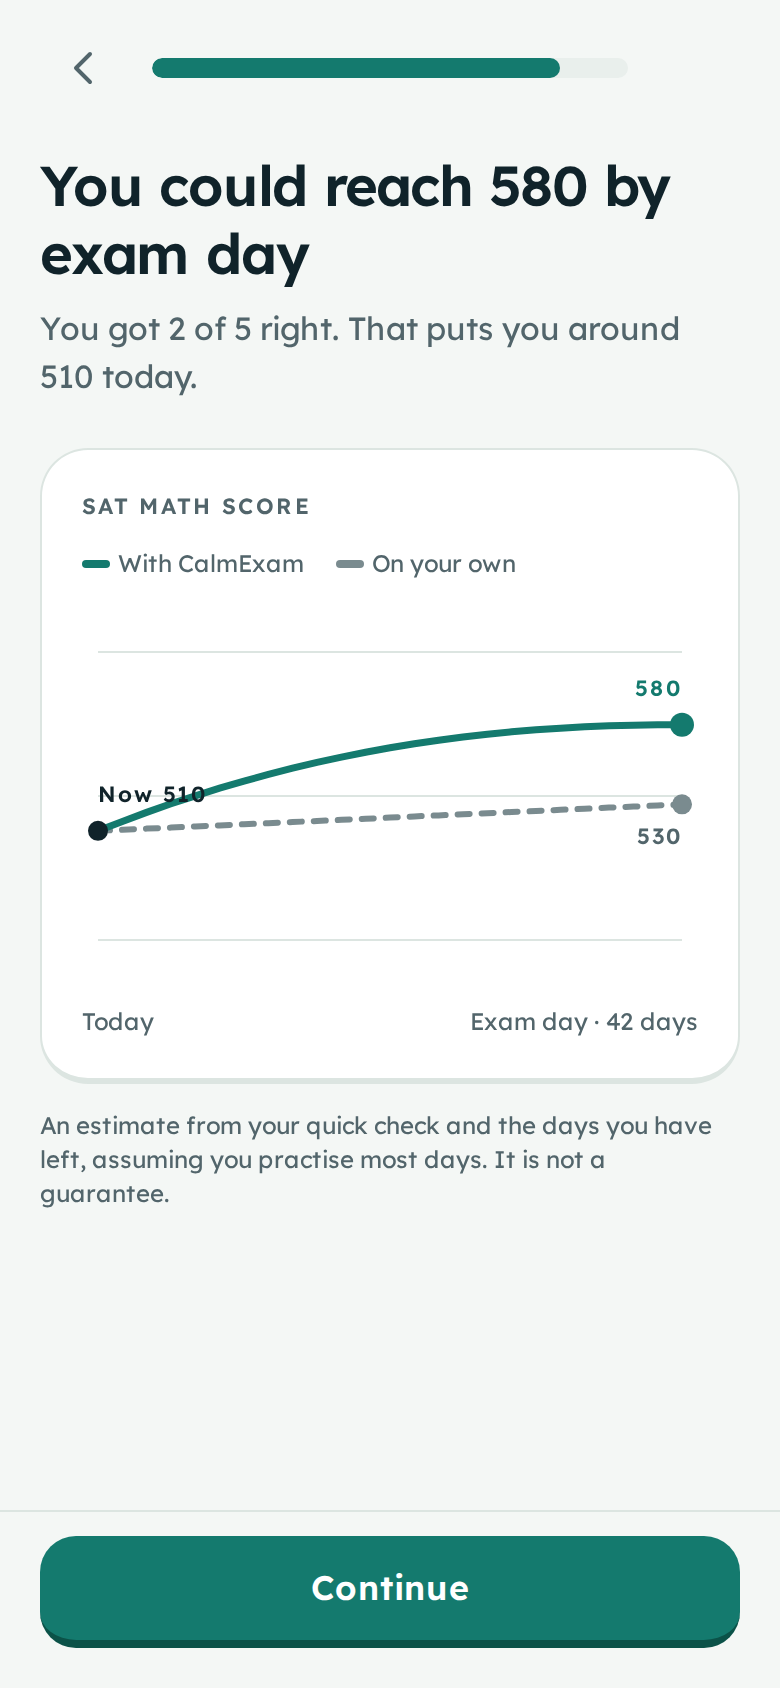 You could reach 580 by
exam day
You got 2 of 5 right. That puts you around
510 today.
SAT MATH SCORE
With CalmExam
On your own
580
Now 510
530
Today
Exam day · 42 days
An estimate from your quick check and the days you have
left, assuming you practise most days. It is not a
guarantee.
Continue